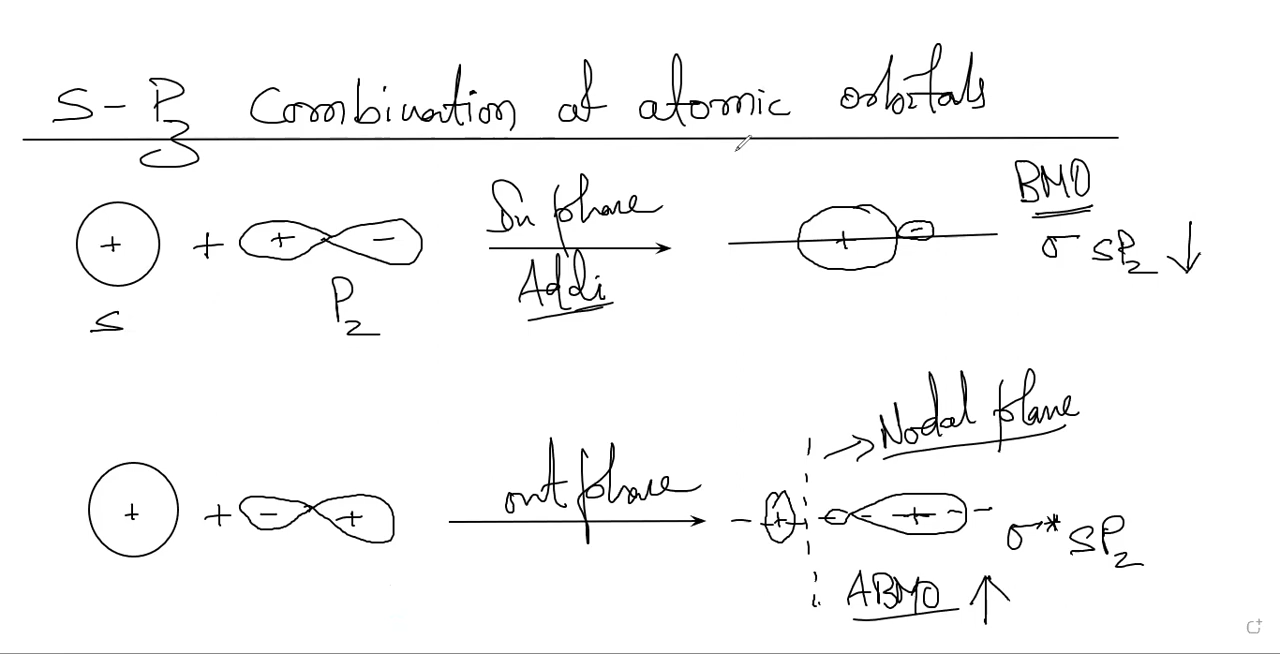 S - Pz Combination of atomic orbitals
+ + + - In phase + - BMO
S Pz Addi σ SPz ↓
Nodal plane
+ + - + out phase - + - + - σ* SPz
ABMO ↑